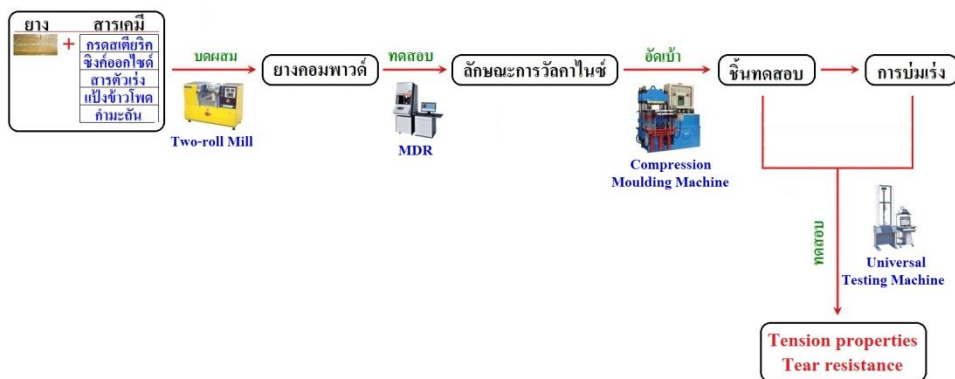 ยาง
+
สารเคมี
กรดสเตียริค
ซิงค์ออกไซด์
สารตัวเร่ง
แป้งข้าวโพด
กำมะถัน
บดผสม
Two-roll Mill
ยางคอมพาวด์
ทดสอบ
MDR
ลักษณะการวัลคาไนซ์
อัดเบ้า
Compression
Moulding Machine
ชิ้นทดสอบ
การบ่มเร่ง
ทดสอบ
Universal
Testing Machine
Tension properties
Tear resistance